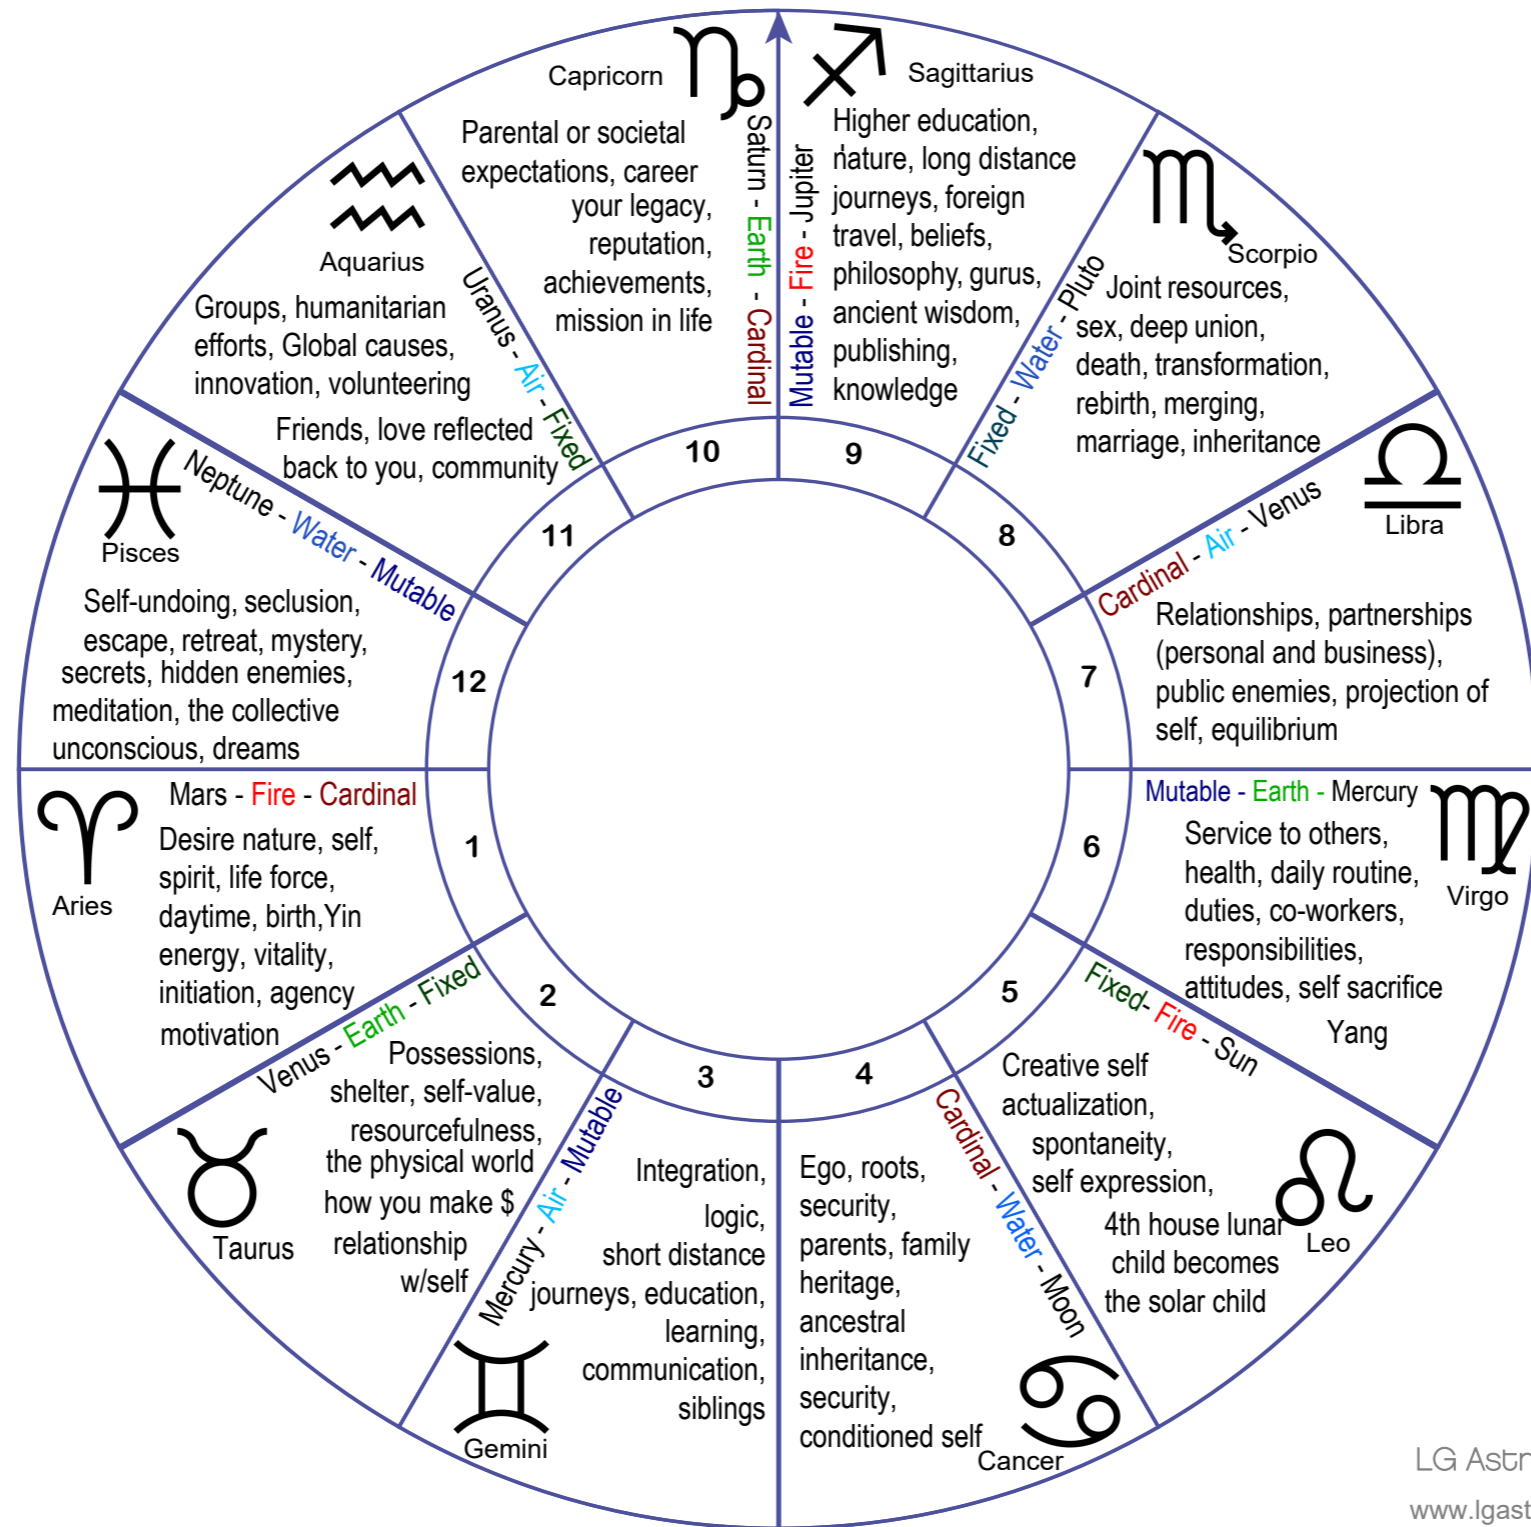 Capricorn
Parental or societal
expectations, career
your legacy,
reputation,
achievements,
mission in life
Saturn - Earth - Cardinal
10
Sagittarius
Higher education,
nature, long distance
journeys, foreign
travel, beliefs,
philosophy, gurus,
ancient wisdom,
publishing,
knowledge
Mutable - Fire - Jupiter
9
Scorpio
Joint resources,
sex, deep union,
death, transformation,
rebirth, merging,
marriage, inheritance
Fixed - Water - Pluto
8
Libra
Cardinal - Air - Venus
Relationships, partnerships
(personal and business),
public enemies, projection of
self, equilibrium
7
Mutable - Earth - Mercury
Service to others,
health, daily routine,
duties, co-workers,
responsibilities,
attitudes, self sacrifice
Yang
Virgo
6
Fixed- Fire - Sun
Creative self
actualization,
spontaneity,
self expression,
4th house lunar
child becomes
the solar child
Leo
5
Cardinal - Water - Moon
Ego, roots,
security,
parents, family
heritage,
ancestral
inheritance,
security,
conditioned self
Cancer
4
Mercury - Air - Mutable
Integration,
logic,
short distance
journeys, education,
learning,
communication,
siblings
Gemini
3
Venus - Earth - Fixed
Possessions,
shelter, self-value,
resourcefulness,
the physical world
how you make $
relationship
w/self
Taurus
2
Mars - Fire - Cardinal
Desire nature, self,
spirit, life force,
daytime, birth,Yin
energy, vitality,
initiation, agency
motivation
Aries
1
Neptune - Water - Mutable
Pisces
Self-undoing, seclusion,
escape, retreat, mystery,
secrets, hidden enemies,
meditation, the collective
unconscious, dreams
12
Aquarius
Groups, humanitarian
efforts, Global causes,
innovation, volunteering
Friends, love reflected
back to you, community
Uranus - Air - Fixed
11
LG Astr
www.lgast